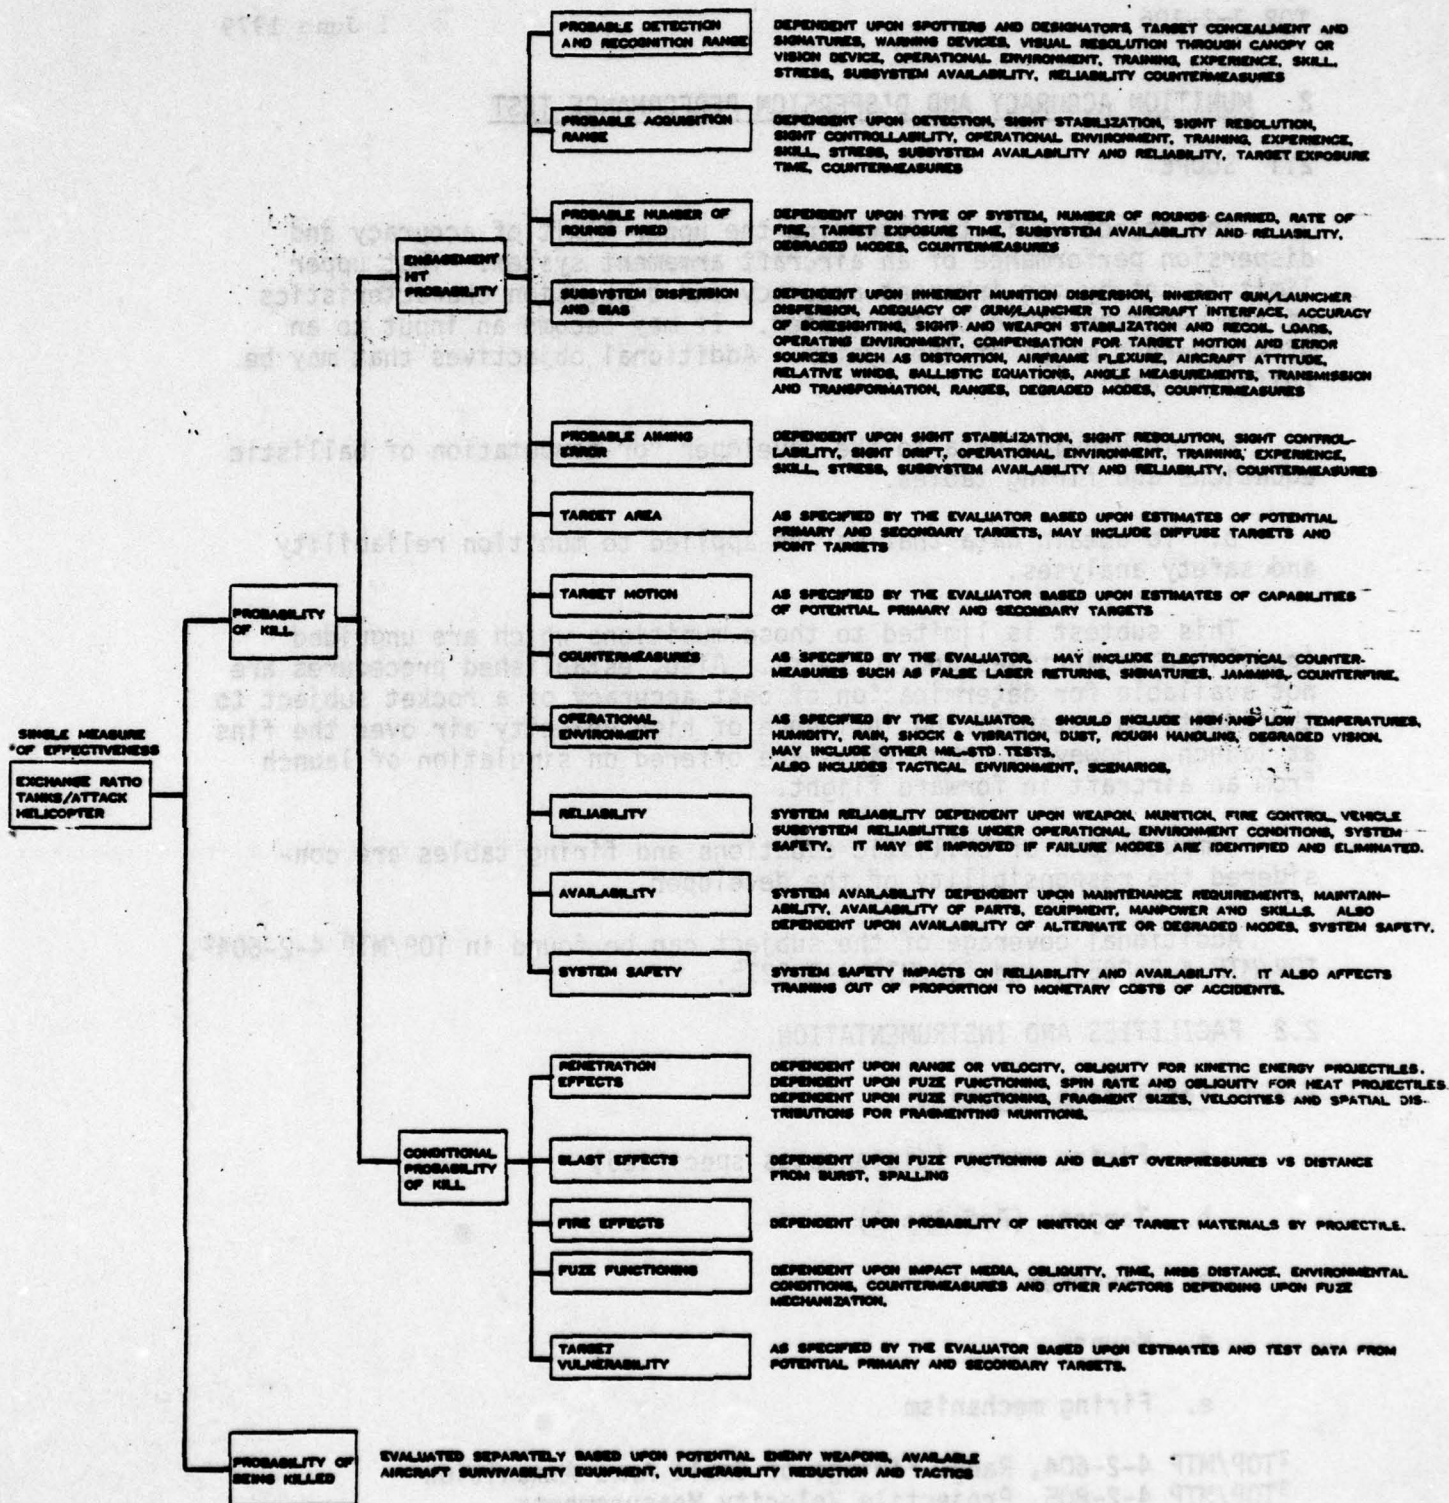 SINGLE MEASURE
OF EFFECTIVENESS
EXCHANGE RATIO
TANKS/ATTACK
HELICOPTER
PROBABILITY
OF KILL
ENGAGEMENT
HIT
PROBABILITY
PROBABLE DETECTION
AND RECOGNITION RANGE
DEPENDENT UPON SPOTTERS AND DESIGNATORS, TARGET CONCEALMENT AND
SIGNATURES, WARNING DEVICES, VISUAL RESOLUTION THROUGH CANOPY OR
VISION DEVICE, OPERATIONAL ENVIRONMENT, TRAINING, EXPERIENCE, SKILL,
STRESS, SUBSYSTEM AVAILABILITY, RELIABILITY COUNTERMEASURES
PROBABLE ACQUISITION
RANGE
DEPENDENT UPON DETECTION, SIGHT STABILIZATION, SIGHT RESOLUTION,
SIGHT CONTROLLABILITY, OPERATIONAL ENVIRONMENT, TRAINING, EXPERIENCE,
SKILL, STRESS, SUBSYSTEM AVAILABILITY AND RELIABILITY, TARGET EXPOSURE
TIME, COUNTERMEASURES
PROBABLE NUMBER OF
ROUNDS FIRED
DEPENDENT UPON TYPE OF SYSTEM, NUMBER OF ROUNDS CARRIED, RATE OF
FIRE, TARGET EXPOSURE TIME, SUBSYSTEM AVAILABILITY AND RELIABILITY,
DEGRADED MODES, COUNTERMEASURES
SUBSYSTEM DISPERSION
AND BIAS
DEPENDENT UPON INHERENT MUNITION DISPERSION, INHERENT GUN/LAUNCHER
DISPERSION, ADEQUACY OF GUN/LAUNCHER TO AIRCRAFT INTERFACE, ACCURACY
OF BORESIGHTING, SIGHT AND WEAPON STABILIZATION AND RECOIL LOADS,
OPERATING ENVIRONMENT, COMPENSATION FOR TARGET MOTION AND ERROR
SOURCES SUCH AS DISTORTION, AIRFRAME FLEXURE, AIRCRAFT ATTITUDE,
RELATIVE WINDS, BALLISTIC EQUATIONS, ANGLE MEASUREMENTS, TRANSMISSION
AND TRANSFORMATION, RANGES, DEGRADED MODES, COUNTERMEASURES
PROBABLE AIMING
ERROR
DEPENDENT UPON SIGHT STABILIZATION, SIGHT RESOLUTION, SIGHT CONTROL-
LABILITY, SIGHT DRIFT, OPERATIONAL ENVIRONMENT, TRAINING, EXPERIENCE,
SKILL, STRESS, SUBSYSTEM AVAILABILITY AND RELIABILITY, COUNTERMEASURES
TARGET AREA
AS SPECIFIED BY THE EVALUATOR BASED UPON ESTIMATES OF POTENTIAL
PRIMARY AND SECONDARY TARGETS, MAY INCLUDE DIFFUSE TARGETS AND
POINT TARGETS
TARGET MOTION
AS SPECIFIED BY THE EVALUATOR BASED UPON ESTIMATES OF CAPABILITIES
OF POTENTIAL PRIMARY AND SECONDARY TARGETS
COUNTERMEASURES
AS SPECIFIED BY THE EVALUATOR. MAY INCLUDE ELECTROOPTICAL COUNTER-
MEASURES SUCH AS FALSE LASER RETURNS, SIGNATURES, JAMMING, COUNTERFIRE,
OPERATIONAL
ENVIRONMENT
AS SPECIFIED BY THE EVALUATOR. SHOULD INCLUDE HIGH AND LOW TEMPERATURES,
HUMIDITY, RAIN, SHOCK & VIBRATION, DUST, ROUGH HANDLING, DEGRADED VISION.
MAY INCLUDE OTHER MIL-STD TESTS,
ALSO INCLUDES TACTICAL ENVIRONMENT, SCENARIOS,
RELIABILITY
SYSTEM RELIABILITY DEPENDENT UPON WEAPON, MUNITION, FIRE CONTROL, VEHICLE
SUBSYSTEM RELIABILITIES UNDER OPERATIONAL ENVIRONMENT CONDITIONS, SYSTEM
SAFETY. IT MAY BE IMPROVED IF FAILURE MODES ARE IDENTIFIED AND ELIMINATED.
AVAILABILITY
SYSTEM AVAILABILITY DEPENDENT UPON MAINTENANCE REQUIREMENTS, MAINTAIN-
ABILITY, AVAILABILITY OF PARTS, EQUIPMENT, MANPOWER AND SKILLS. ALSO
DEPENDENT UPON AVAILABILITY OF ALTERNATE OR DEGRADED MODES, SYSTEM SAFETY.
SYSTEM SAFETY
SYSTEM SAFETY IMPACTS ON RELIABILITY AND AVAILABILITY. IT ALSO AFFECTS
TRAINING OUT OF PROPORTION TO MONETARY COSTS OF ACCIDENTS.
CONDITIONAL
PROBABILITY
OF KILL
PENETRATION
EFFECTS
DEPENDENT UPON RANGE OR VELOCITY, OBLIQUITY FOR KINETIC ENERGY PROJECTILES.
DEPENDENT UPON FUZE FUNCTIONING, SPIN RATE AND OBLIQUITY FOR HEAT PROJECTILES.
DEPENDENT UPON FUZE FUNCTIONING, FRAGMENT SIZES, VELOCITIES AND SPATIAL DIS-
TRIBUTIONS FOR FRAGMENTING MUNITIONS.
BLAST EFFECTS
DEPENDENT UPON FUZE FUNCTIONING AND BLAST OVERPRESSURES VS DISTANCE
FROM BURST, SPALLING
FIRE EFFECTS
DEPENDENT UPON PROBABILITY OF IGNITION OF TARGET MATERIALS BY PROJECTILE.
FUZE FUNCTIONING
DEPENDENT UPON IMPACT MEDIA, OBLIQUITY, TIME, MISS DISTANCE, ENVIRONMENTAL
CONDITIONS, COUNTERMEASURES AND OTHER FACTORS DEPENDING UPON FUZE
MECHANIZATION.
TARGET
VULNERABILITY
AS SPECIFIED BY THE EVALUATOR BASED UPON ESTIMATES AND TEST DATA FROM
POTENTIAL PRIMARY AND SECONDARY TARGETS.
PROBABILITY OF
BEING KILLED
EVALUATED SEPARATELY BASED UPON POTENTIAL ENEMY WEAPONS, AVAILABLE
AIRCRAFT SURVIVABILITY EQUIPMENT, VULNERABILITY REDUCTION AND TACTICS